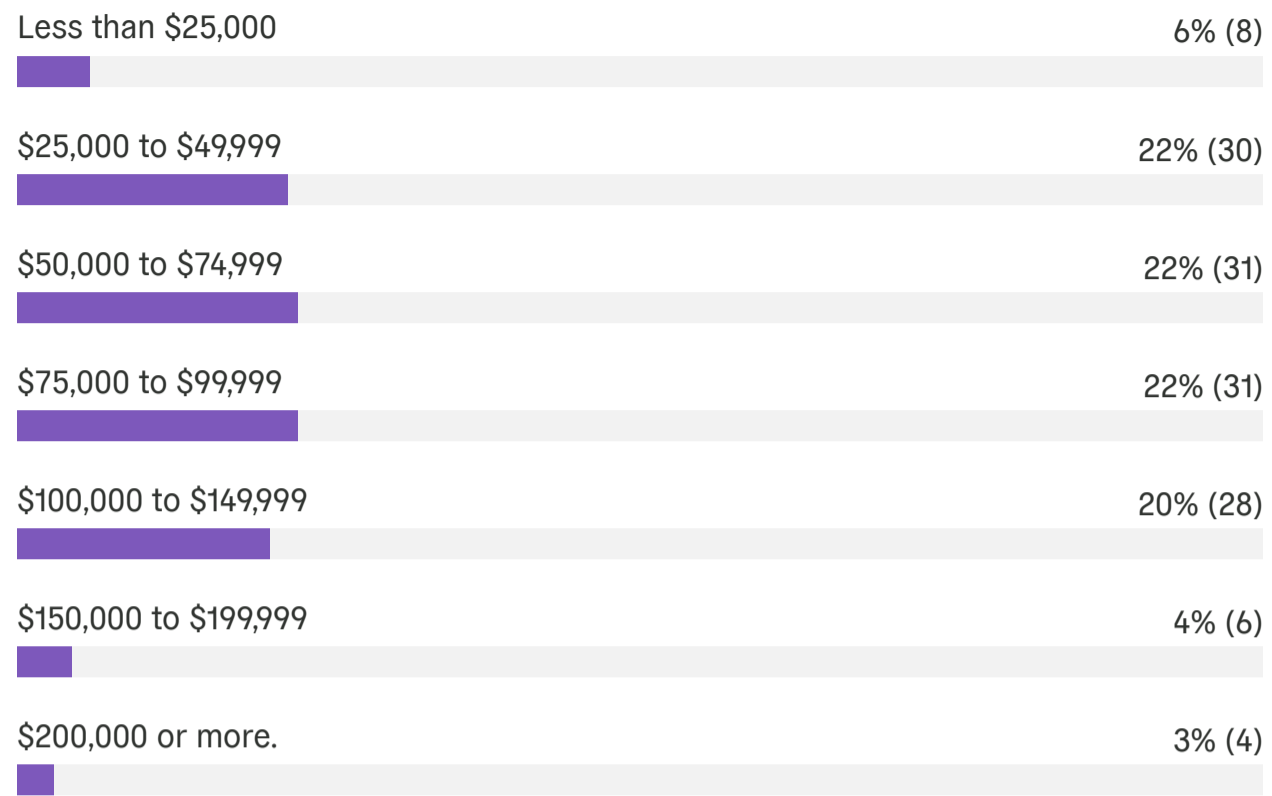 Less than $25,000 6% (8)
$25,000 to $49,999 22% (30)
$50,000 to $74,999 22% (31)
$75,000 to $99,999 22% (31)
$100,000 to $149,999 20% (28)
$150,000 to $199,999 4% (6)
$200,000 or more. 3% (4)